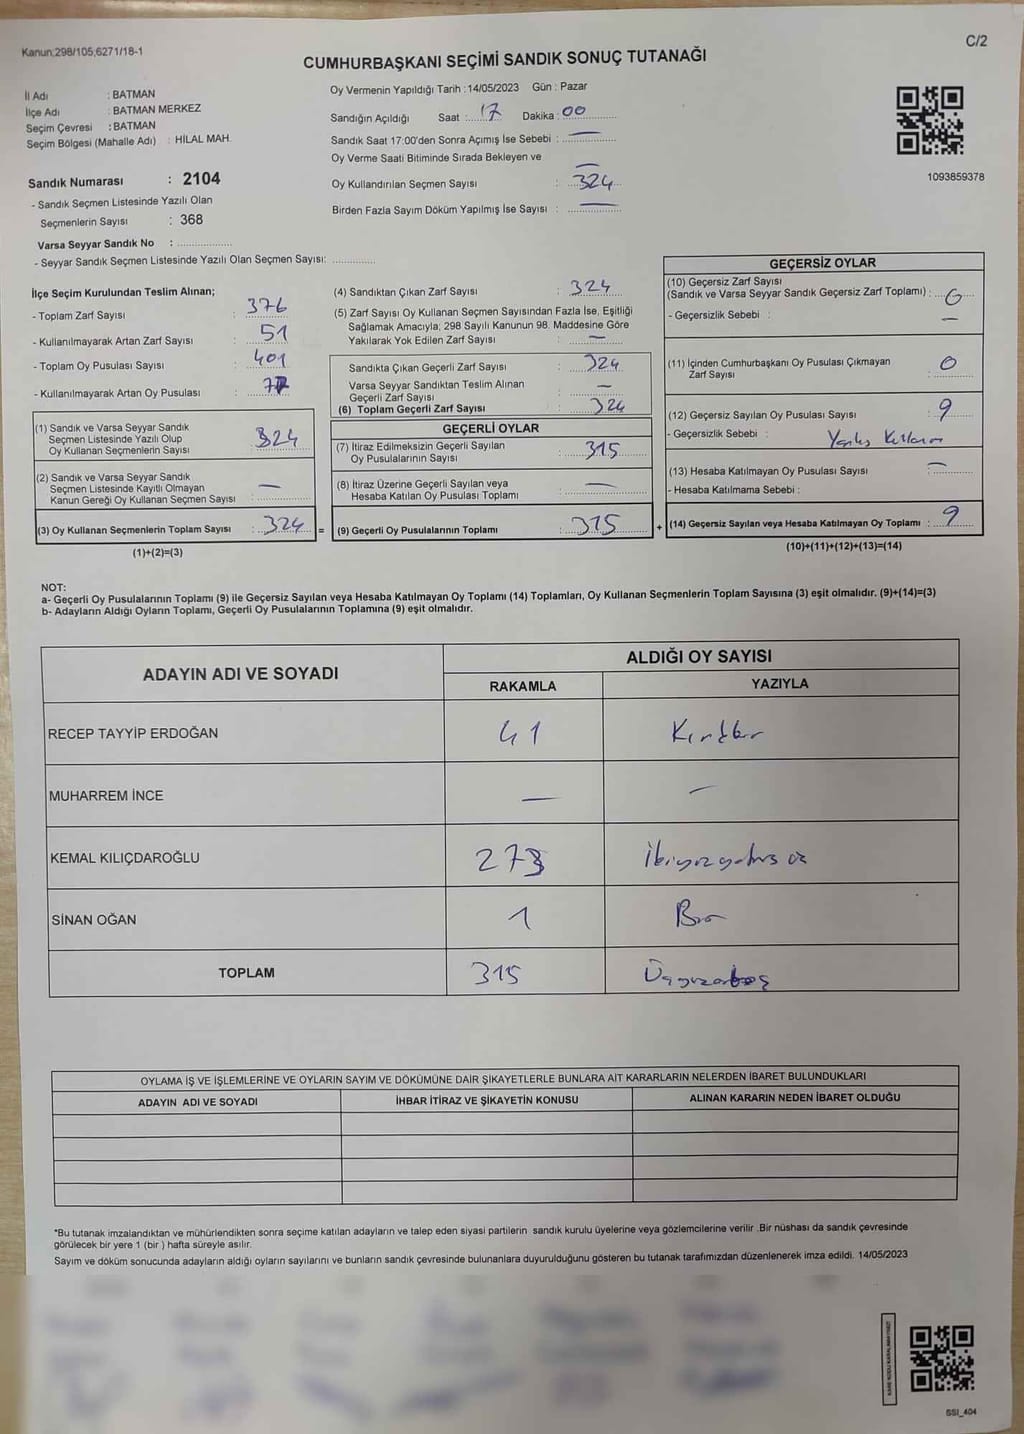 Kanun:298/105,6271/18-1
C/2
CUMHURBAŞKANI SEÇİMİ SANDIK SONUÇ TUTANAĞI
İl Adı : BATMAN
İlçe Adı : BATMAN MERKEZ
Seçim Çevresi : BATMAN
Seçim Bölgesi (Mahalle Adı) : HİLAL MAH.
Sandık Numarası : 2104
- Sandık Seçmen Listesinde Yazılı Olan
Seçmenlerin Sayısı : 368
Varsa Seyyar Sandık No :
- Seyyar Sandık Seçmen Listesinde Yazılı Olan Seçmen Sayısı:
Oy Vermenin Yapıldığı Tarih :14/05/2023 Gün : Pazar
Sandığın Açıldığı Saat : 17 Dakika : 00
Sandık Saat 17:00'den Sonra Açımış İse Sebebi : —
Oy Verme Saati Bitiminde Sırada Bekleyen ve —
Oy Kullandırılan Seçmen Sayısı : 324
Birden Fazla Sayım Döküm Yapılmış İse Sayısı : —
1093859378
İlçe Seçim Kurulundan Teslim Alınan;
- Toplam Zarf Sayısı : 376
- Kullanılmayarak Artan Zarf Sayısı : 51
- Toplam Oy Pusulası Sayısı : 401
- Kullanılmayarak Artan Oy Pusulası :
(1) Sandık ve Varsa Seyyar Sandık
Seçmen Listesinde Yazılı Olup
Oy Kullanan Seçmenlerin Sayısı : 324
(2) Sandık ve Varsa Seyyar Sandık
Seçmen Listesinde Kayıtlı Olmayan
Kanun Gereği Oy Kullanan Seçmen Sayısı : —
(3) Oy Kullanan Seçmenlerin Toplam Sayısı : 324 =
(1)+(2)=(3)
(4) Sandıktan Çıkan Zarf Sayısı : 324
(5) Zarf Sayısı Oy Kullanan Seçmen Sayısından Fazla İse, Eşitliği
Sağlamak Amacıyla; 298 Sayılı Kanunun 98. Maddesine Göre
Yakılarak Yok Edilen Zarf Sayısı : —
Sandıkta Çıkan Geçerli Zarf Sayısı : 324
Varsa Seyyar Sandıktan Teslim Alınan
Geçerli Zarf Sayısı : —
(6) Toplam Geçerli Zarf Sayısı : 324
GEÇERLİ OYLAR
(7) İtiraz Edilmeksizin Geçerli Sayılan
Oy Pusulalarının Sayısı : 315
(8) İtiraz Üzerine Geçerli Sayılan veya
Hesaba Katılan Oy Pusulası Toplamı : —
(9) Geçerli Oy Pusulalarının Toplamı : 315 +
GEÇERSİZ OYLAR
(10) Geçersiz Zarf Sayısı
(Sandık ve Varsa Seyyar Sandık Geçersiz Zarf Toplamı) :
- Geçersizlik Sebebi : —
(11) İçinden Cumhurbaşkanı Oy Pusulası Çıkmayan
Zarf Sayısı : 0
(12) Geçersiz Sayılan Oy Pusulası Sayısı : 9
- Geçersizlik Sebebi : Yanlış Kullanım
(13) Hesaba Katılmayan Oy Pusulası Sayısı : —
- Hesaba Katılmama Sebebi :
(14) Geçersiz Sayılan veya Hesaba Katılmayan Oy Toplamı : 9
(10)+(11)+(12)+(13)=(14)
NOT:
a- Geçerli Oy Pusulalarının Toplamı (9) ile Geçersiz Sayılan veya Hesaba Katılmayan Oy Toplamı (14) Toplamları, Oy Kullanan Seçmenlerin Toplam Sayısına (3) eşit olmalıdır. (9)+(14)=(3)
b- Adayların Aldığı Oyların Toplamı, Geçerli Oy Pusulalarının Toplamına (9) eşit olmalıdır.
ADAYIN ADI VE SOYADI ALDIĞI OY SAYISI
RAKAMLA YAZIYLA
RECEP TAYYİP ERDOĞAN 41 Kırkbir
MUHARREM İNCE — —
KEMAL KILIÇDAROĞLU 273 İkiyüzyetmiş üç
SİNAN OĞAN 1 Bir
TOPLAM 315 Üçyüzonbeş
OYLAMA İŞ VE İŞLEMLERİNE VE OYLARIN SAYIM VE DÖKÜMÜNE DAİR ŞİKAYETLERLE BUNLARA AİT KARARLARIN NELERDEN İBARET BULUNDUKLARI
ADAYIN ADI VE SOYADI İHBAR İTİRAZ VE ŞİKAYETİN KONUSU ALINAN KARARIN NEDEN İBARET OLDUĞU
*Bu tutanak imzalandıktan ve mühürlendikten sonra seçime katılan adayların ve talep eden siyasi partilerin sandık kurulu üyelerine veya gözlemcilerine verilir .Bir nüshası da sandık çevresinde
görülecek bir yere 1 (bir ) hafta süreyle asılır.
Sayım ve döküm sonucunda adayların aldığı oyların sayılarını ve bunların sandık çevresinde bulunanlara duyurulduğunu gösteren bu tutanak tarafımızdan düzenlenerek imza edildi. 14/05/2023
SSI_404